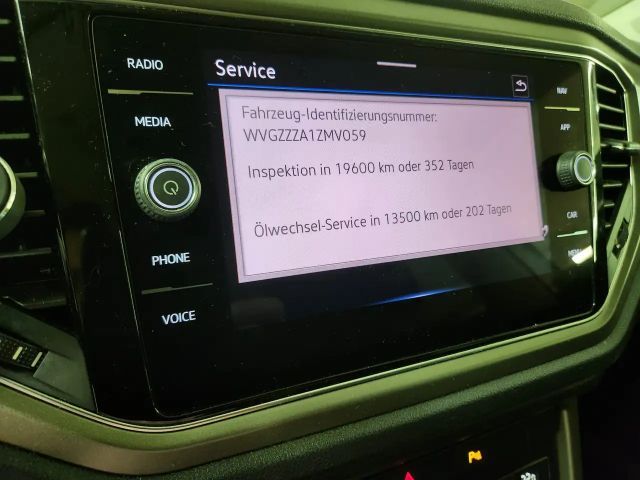 RADIO
Service
NAV
Fahrzeug-Identifizierungsnummer:
WVGZZZA1ZMV059
MEDIA
APP
Inspektion in 19600 km oder 352 Tagen
Ölwechsel-Service in 13500 km oder 202 Tagen
CAR
PHONE
MENU
VOICE